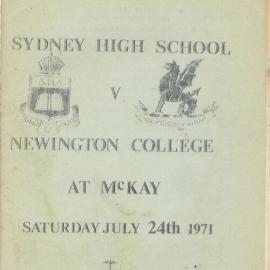 SYDNEY HIGH SCHOOL
V
NEWINGTON COLLEGE
AT McKAY
SATURDAY JULY 24th 1971